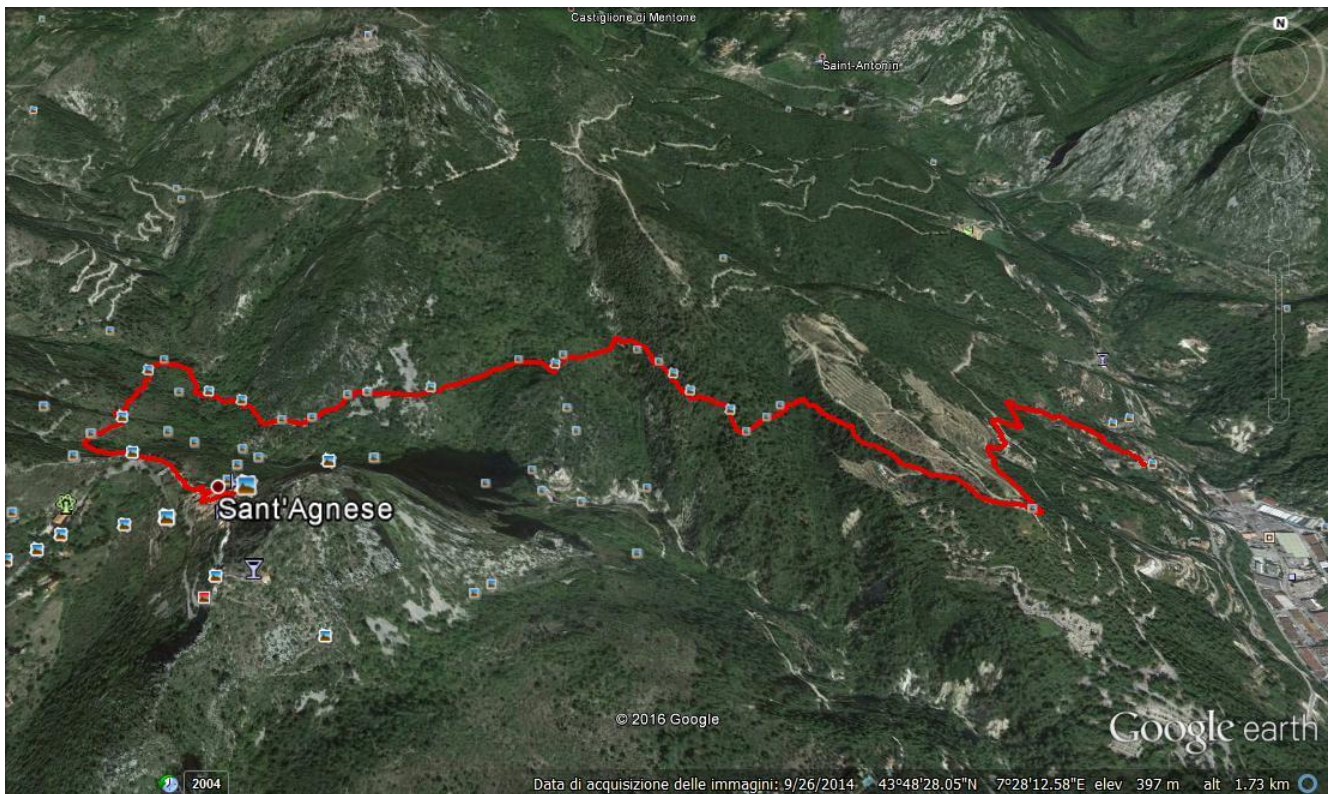 Castiglione di Mentone
Saint-Antonin
N
Sant'Agnese
© 2016 Google
Google earth
2004
Data di acquisizione delle immagini: 9/26/2014 43°48'28.05"N 7°28'12.58"E elev 397 m alt 1.73 km